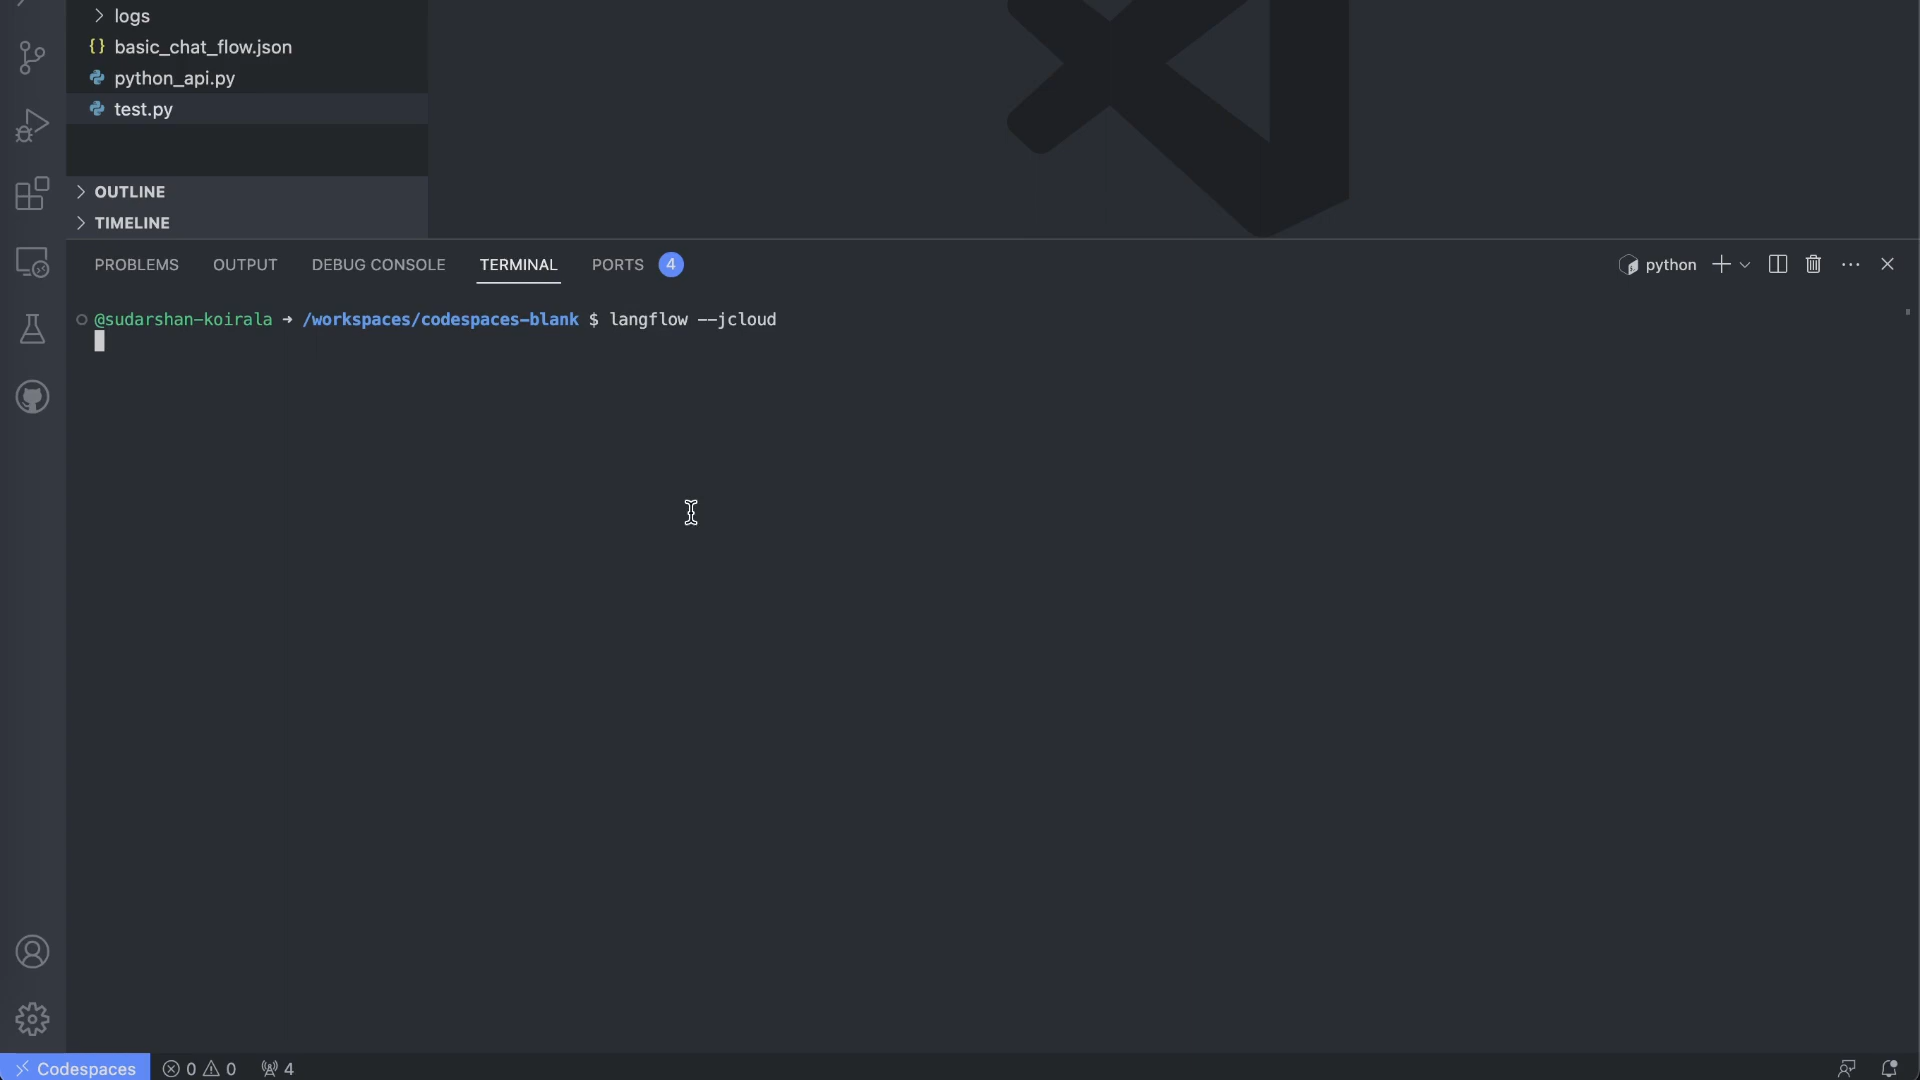 logs
basic_chat_flow.json
python_api.py
test.py
OUTLINE
TIMELINE
PROBLEMS OUTPUT DEBUG CONSOLE TERMINAL PORTS 4 python
@sudarshan-koirala → /workspaces/codespaces-blank $ langflow --jcloud
Codespaces 0 0 4